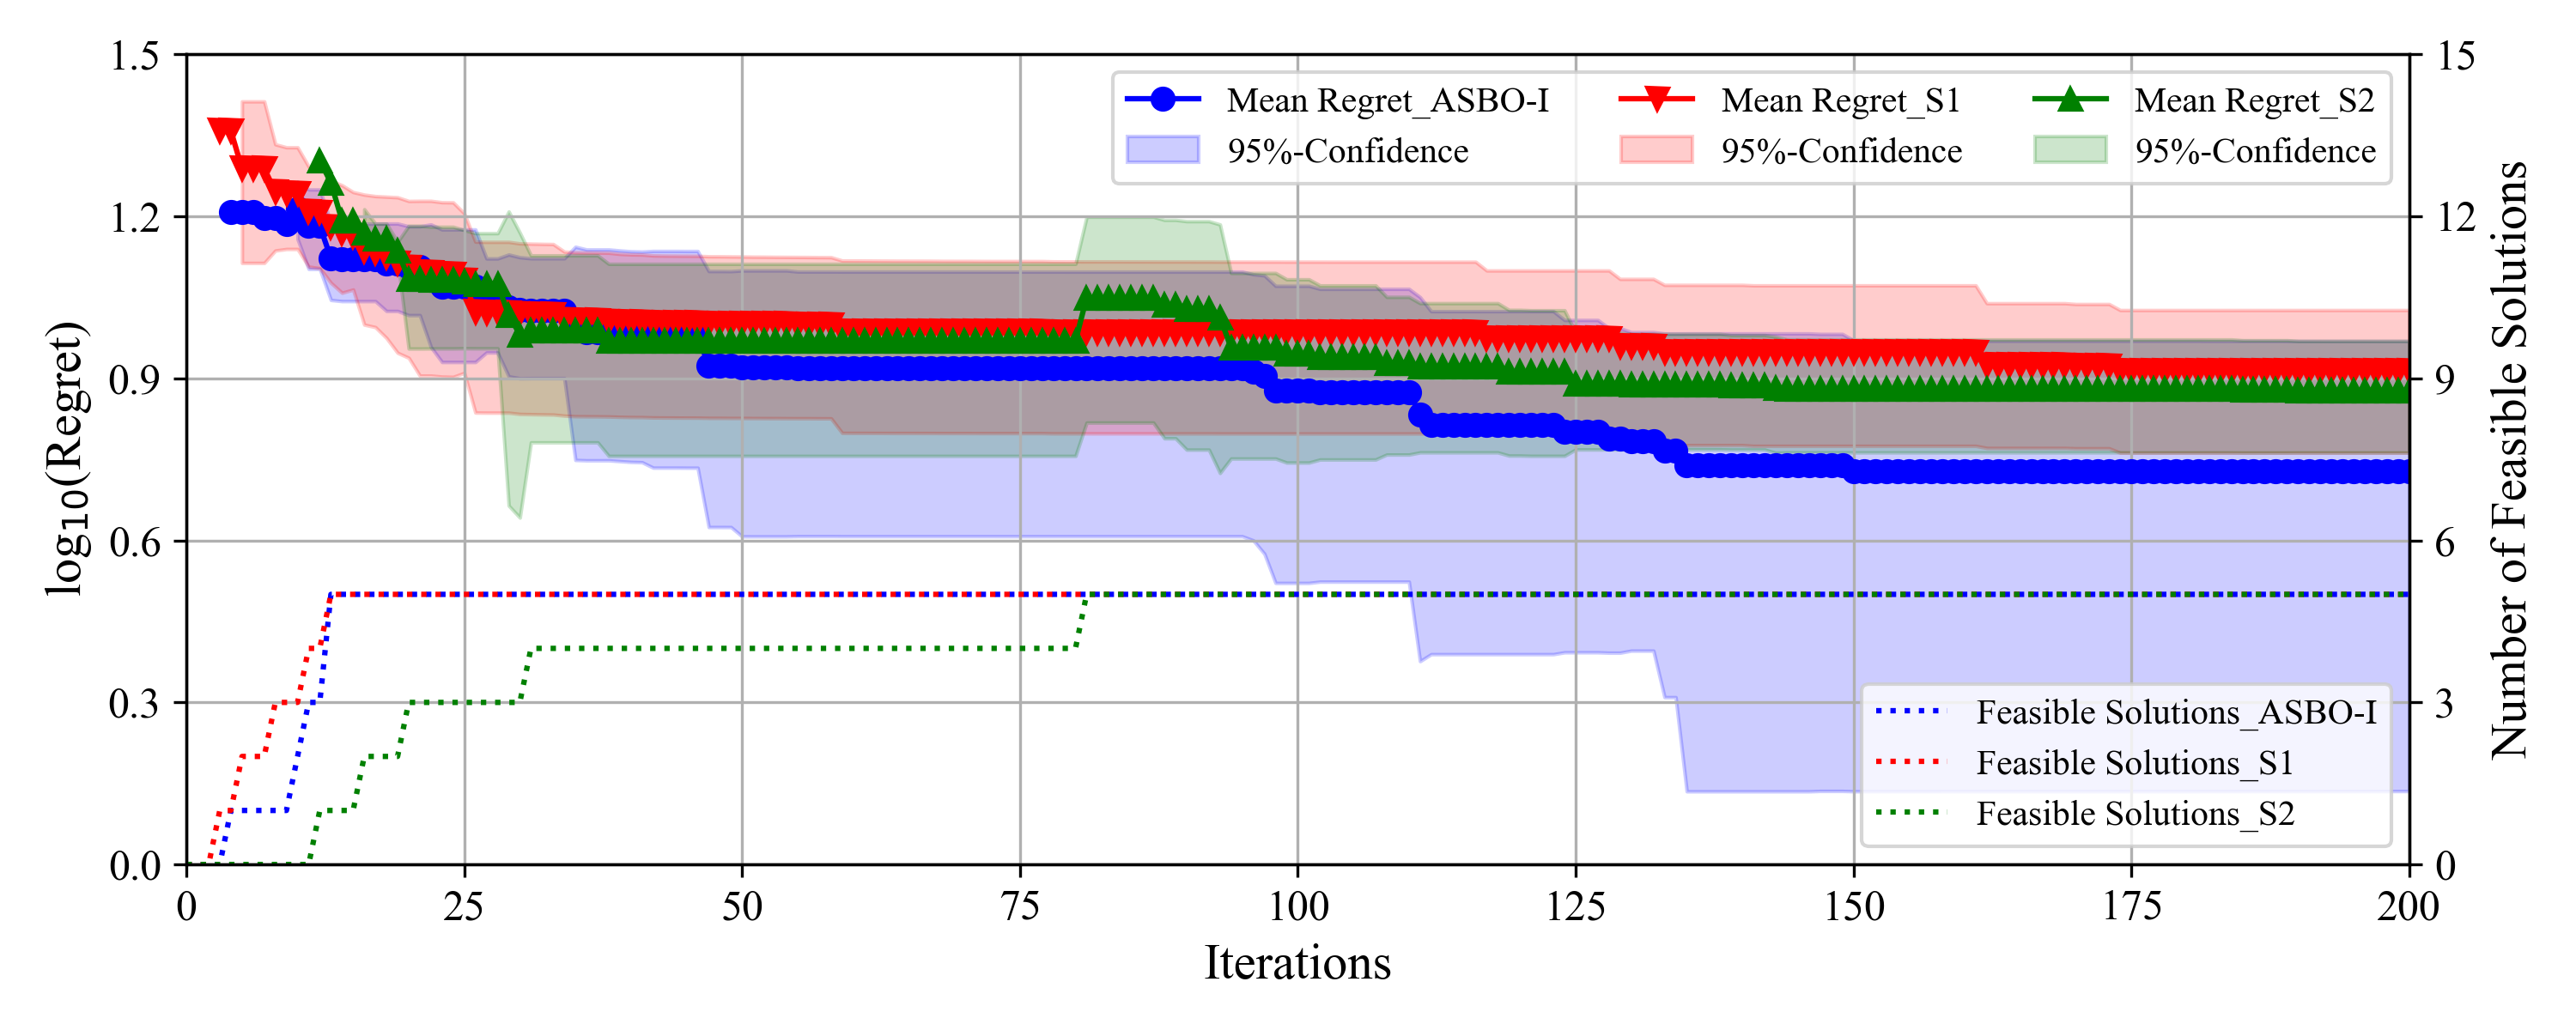 1.5
1.2
0.9
0.6
0.3
0.0
log10(Regret)
15
12
9
6
3
0
Number of Feasible Solutions
Mean Regret_ASBO-I
95%-Confidence
Mean Regret_S1
95%-Confidence
Mean Regret_S2
95%-Confidence
Feasible Solutions_ASBO-I
Feasible Solutions_S1
Feasible Solutions_S2
0 25 50 75 100 125 150 175 200
Iterations